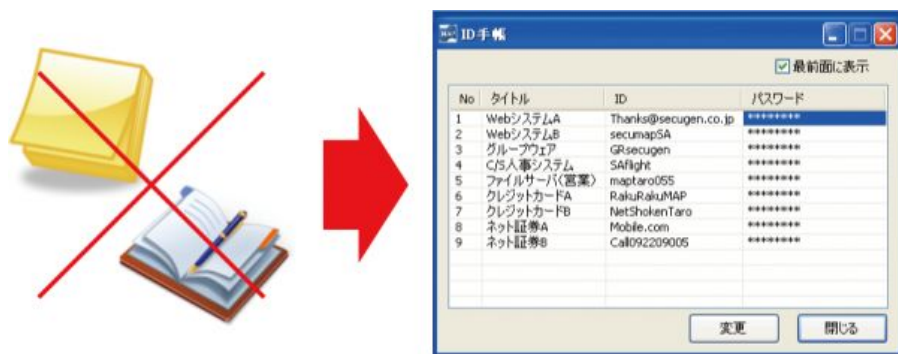 ID手帳
最前面に表示
No タイトル ID パスワード
1 WebシステムA Thanks@secugen.co.jp ********
2 WebシステムB secumapSA ********
3 グループウェア GRsecugen ********
4 C/S人事システム SAflight ********
5 ファイルサーバ(営業) maptaro055 ********
6 クレジットカードA RakuRakuMAP ********
7 クレジットカードB NetShokenTaro ********
8 ネット証券A Mobile.com ********
9 ネット証券B Call092209005 ********
変更 閉じる